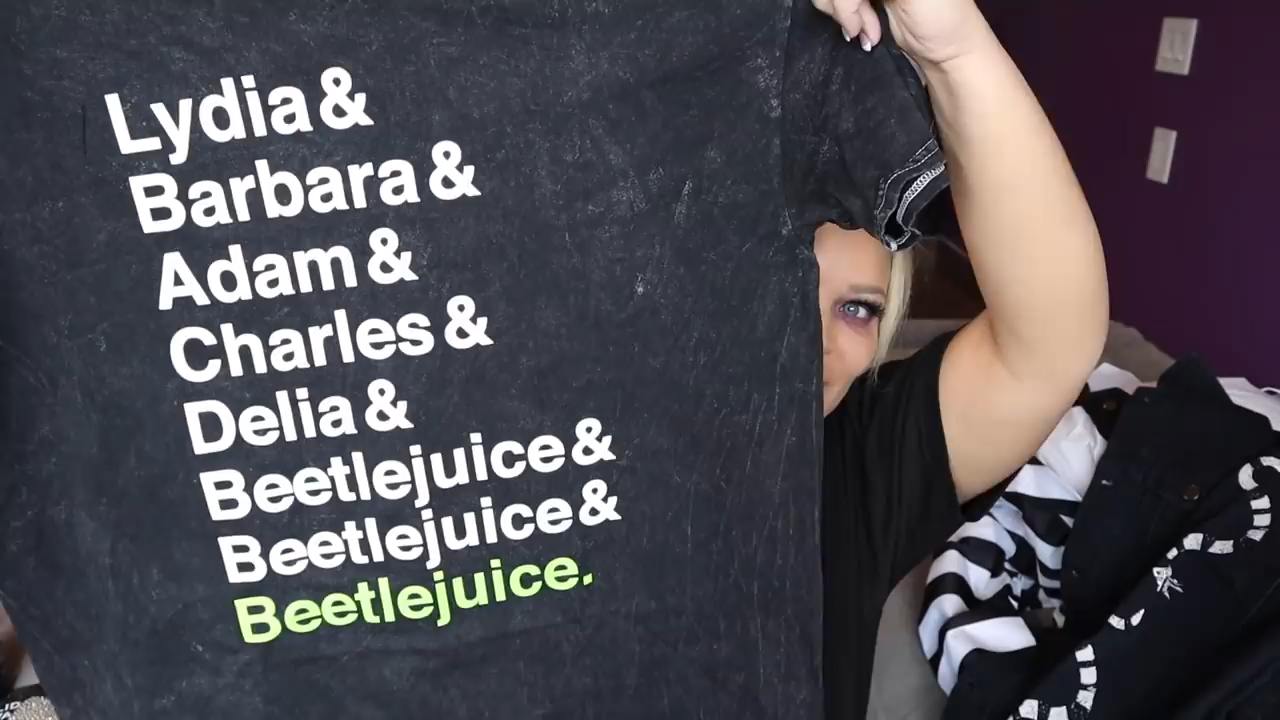 Lydia &
Barbara &
Adam &
Charles &
Delia &
Beetlejuice &
Beetlejuice &
Beetlejuice.